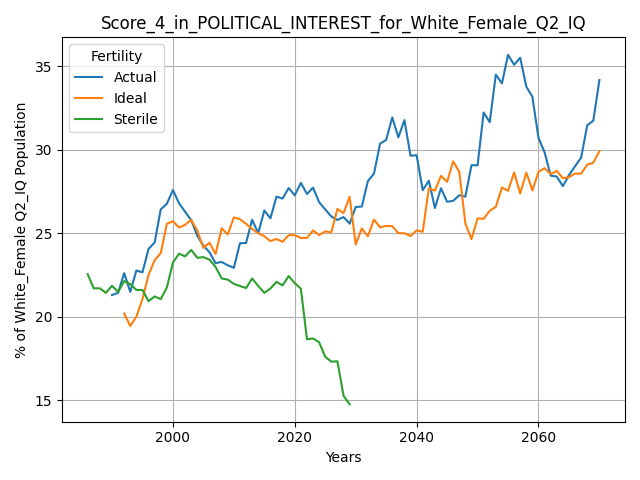 Score_4_in_POLITICAL_INTEREST_for_White_Female_Q2_IQ
Fertility
Actual
Ideal
Sterile
% of White_Female Q2_IQ Population
35
30
25
20
15
2000
2020
2040
2060
Years